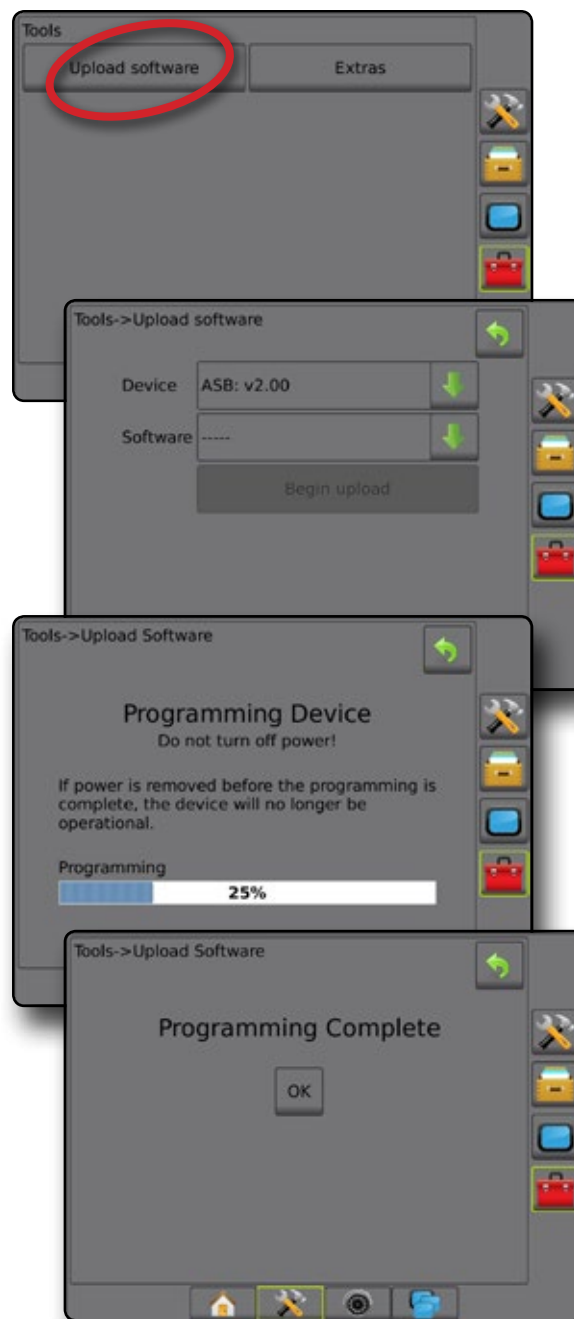 Tools
Upload software
Extras
Tools->Upload software
Device
ASB: v2.00
Software
-----
Begin upload
Tools->Upload Software
Programming Device
Do not turn off power!
If power is removed before the programming is
complete, the device will no longer be
operational.
Programming
25%
Tools->Upload Software
Programming Complete
OK